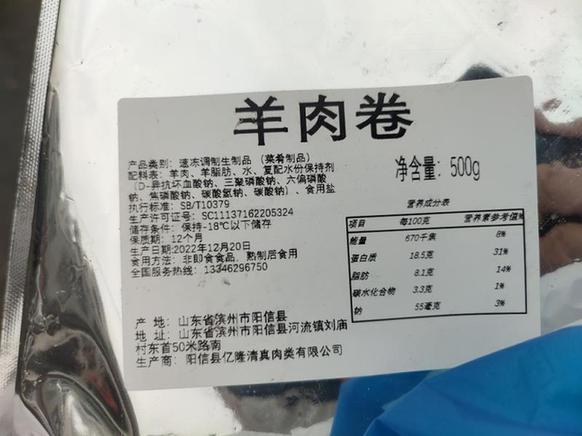 羊肉卷
产品类别: 速冻调制生制品 (菜肴制品)
配料表: 羊肉、羊脂肪、水、复配水份保持剂
(D-异抗坏血酸钠、三聚磷酸钠、六偏磷酸
钠、焦磷酸钠、碳酸氢钠、碳酸钠)、食用盐
执行标准: SB/T10379
生产许可证号: SC11137162205324
储存条件: 保持-18℃以下储存
保质期: 12个月
生产日期:2022年12月20日
食用方法: 非即食食品, 熟制后食用
全国服务热线: 13346296750
净含量: 500g
营养成分表
项目 每100克 营养素参考值%
能量 670千焦 8%
蛋白质 18.5克 31%
脂肪 8.1克 14%
碳水化合物 3.3克 1%
钠 55毫克 3%
产 地: 山东省滨州市阳信县
地 址: 山东省滨州市阳信县河流镇刘庙
村东首50米路南
生产商: 阳信县亿隆清真肉类有限公司